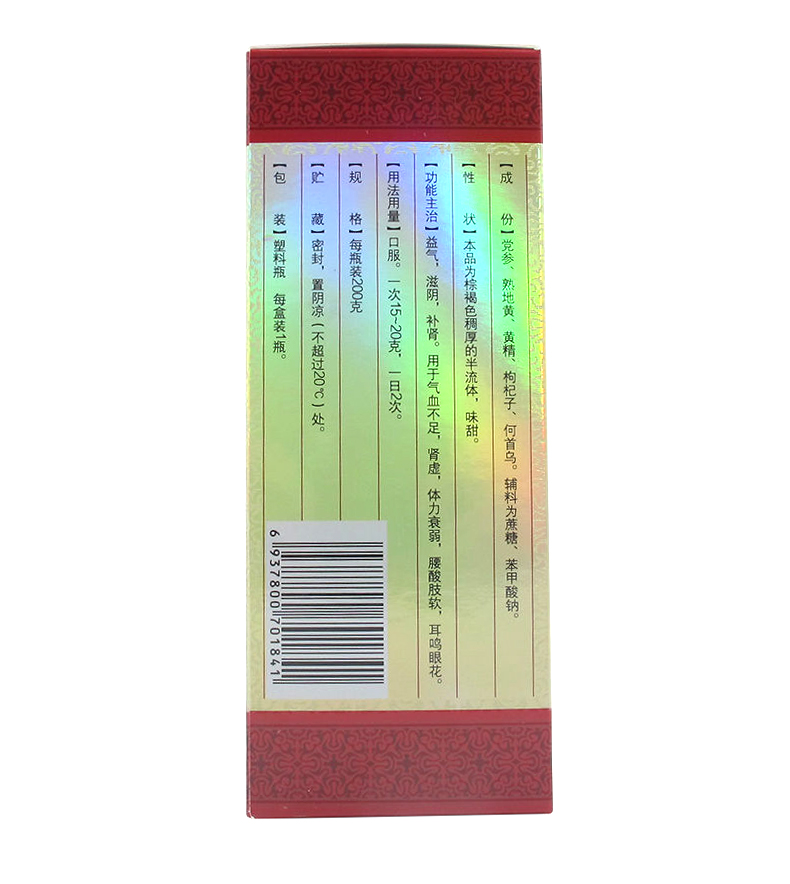 【成份】党参、熟地黄、黄精、枸杞子、何首乌。辅料为蔗糖、苯甲酸钠。
【性状】本品为棕褐色稠厚的半流体，味甜。
【功能主治】益气，滋阴，补肾。用于气血不足，肾虚，体力衰弱，腰酸肢软，耳鸣眼花。
【用法用量】口服。一次15~20克，一日2次。
【规格】每瓶装200克
【贮藏】密封，置阴凉（不超过20℃）处。
【包装】塑料瓶 每盒装1瓶。
6 937800 701841